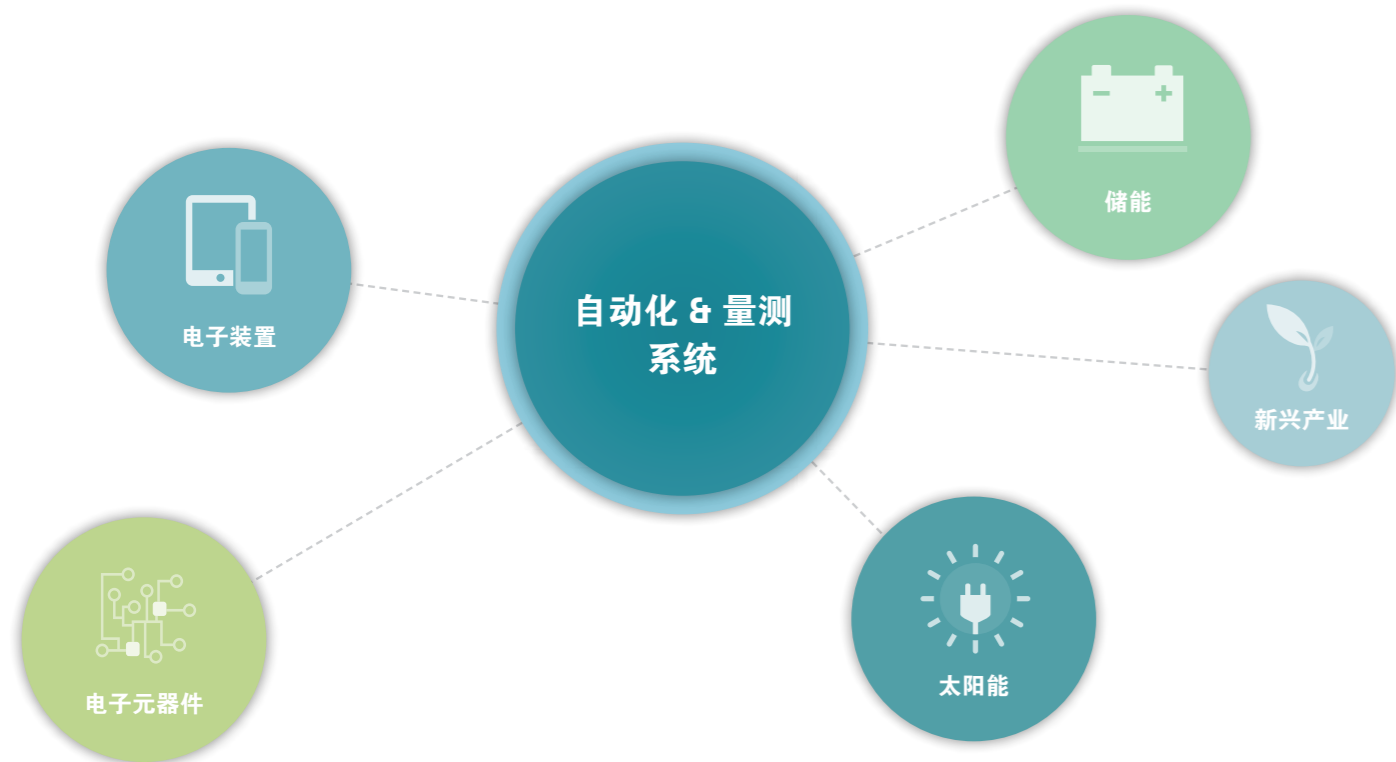 储能
电子装置
自动化 & 量测
系统
新兴产业
电子元器件
太阳能